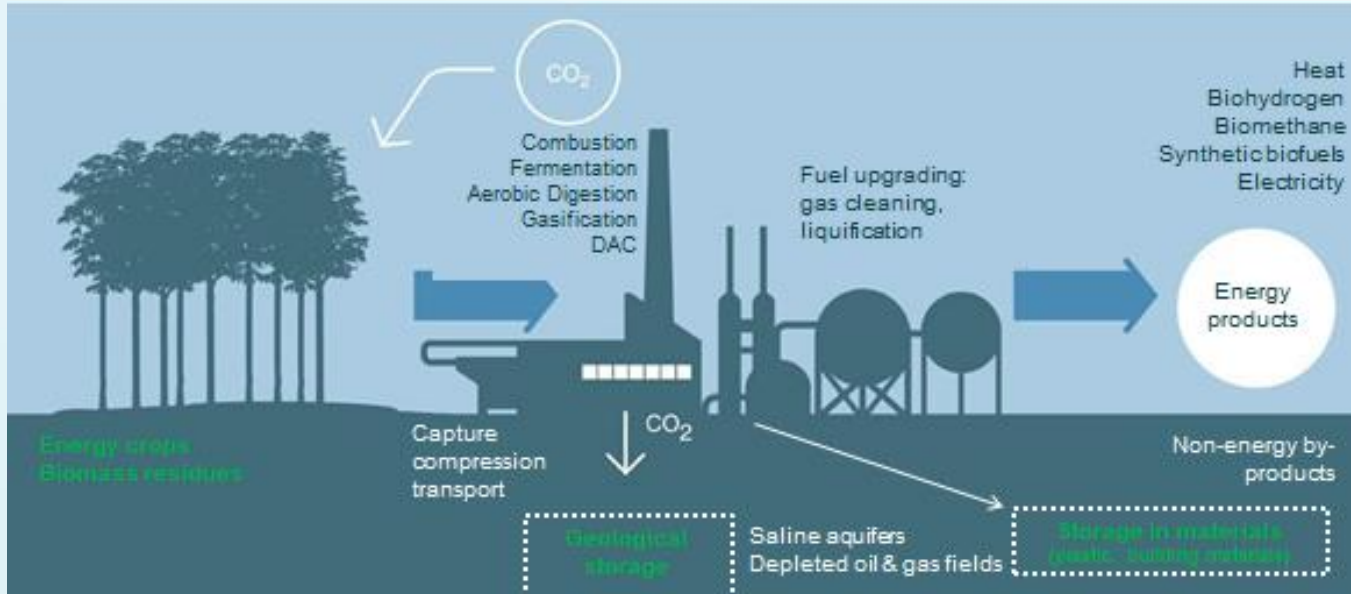 CO₂
Combustion
Fermentation
Aerobic Digestion
Gasification
DAC
Fuel upgrading:
gas cleaning,
liquification
Heat
Biohydrogen
Biomethane
Synthetic biofuels
Electricity
Energy
products
Energy crops
Biomass residues
Capture
compression
transport
CO₂
Geological
storage
Saline aquifers
Depleted oil & gas fields
Non-energy by-
products
Storage in materials
building